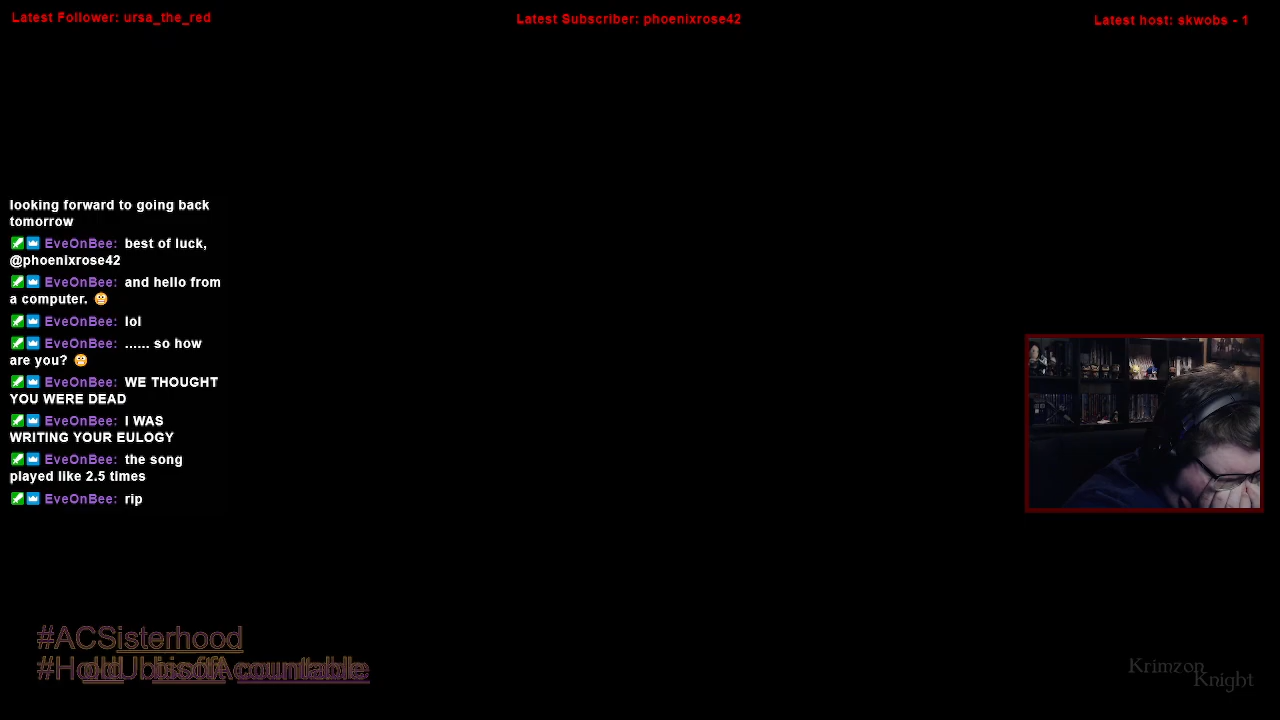 Latest Follower: ursa_the_red
Latest Subscriber: phoenixrose42
Latest host: skwobs - 1
looking forward to going back
tomorrow
EveOnBee: best of luck,
@phoenixrose42
EveOnBee: and hello from
a computer. 😬
EveOnBee: lol
EveOnBee: ...... so how
are you? 😬
EveOnBee: WE THOUGHT
YOU WERE DEAD
EveOnBee: I WAS
WRITING YOUR EULOGY
EveOnBee: the song
played like 2.5 times
EveOnBee: rip
#ACSisterhood
Krimzon
Knight